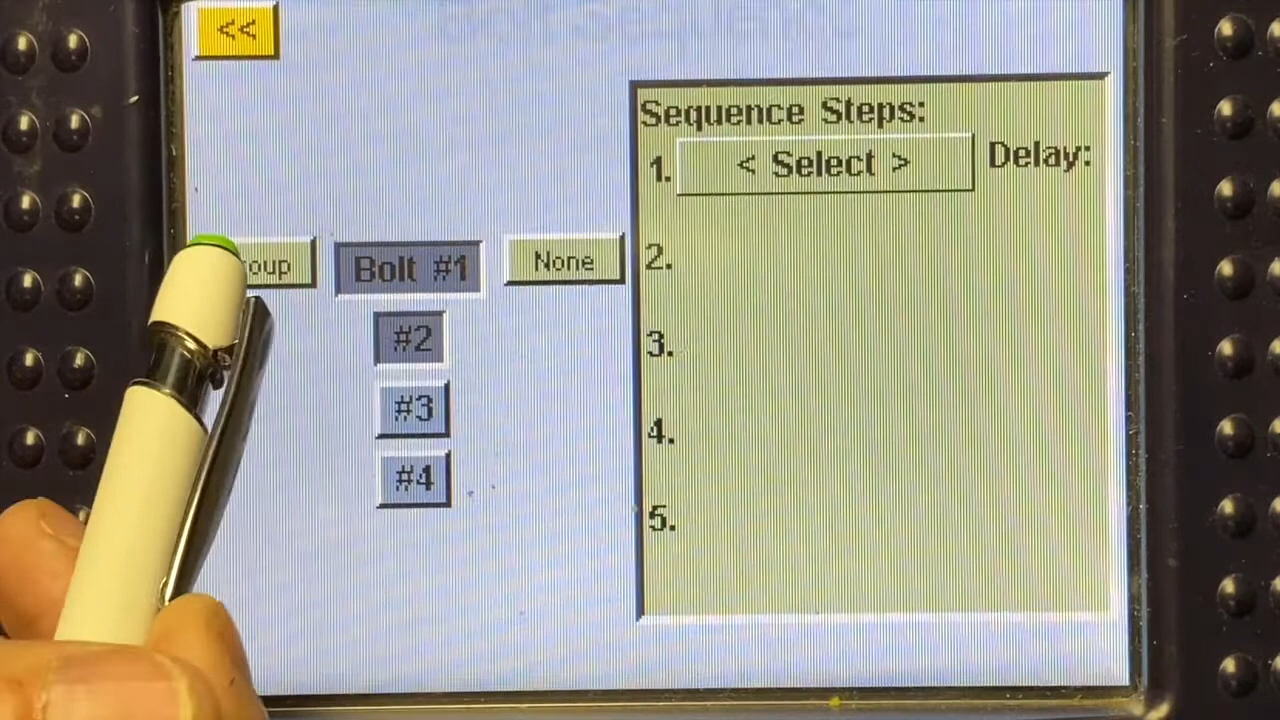 <<
Sequence Steps:
1. < Select > Delay:
oup Bolt #1 None
2.
#2
3.
#3
4.
#4
5.